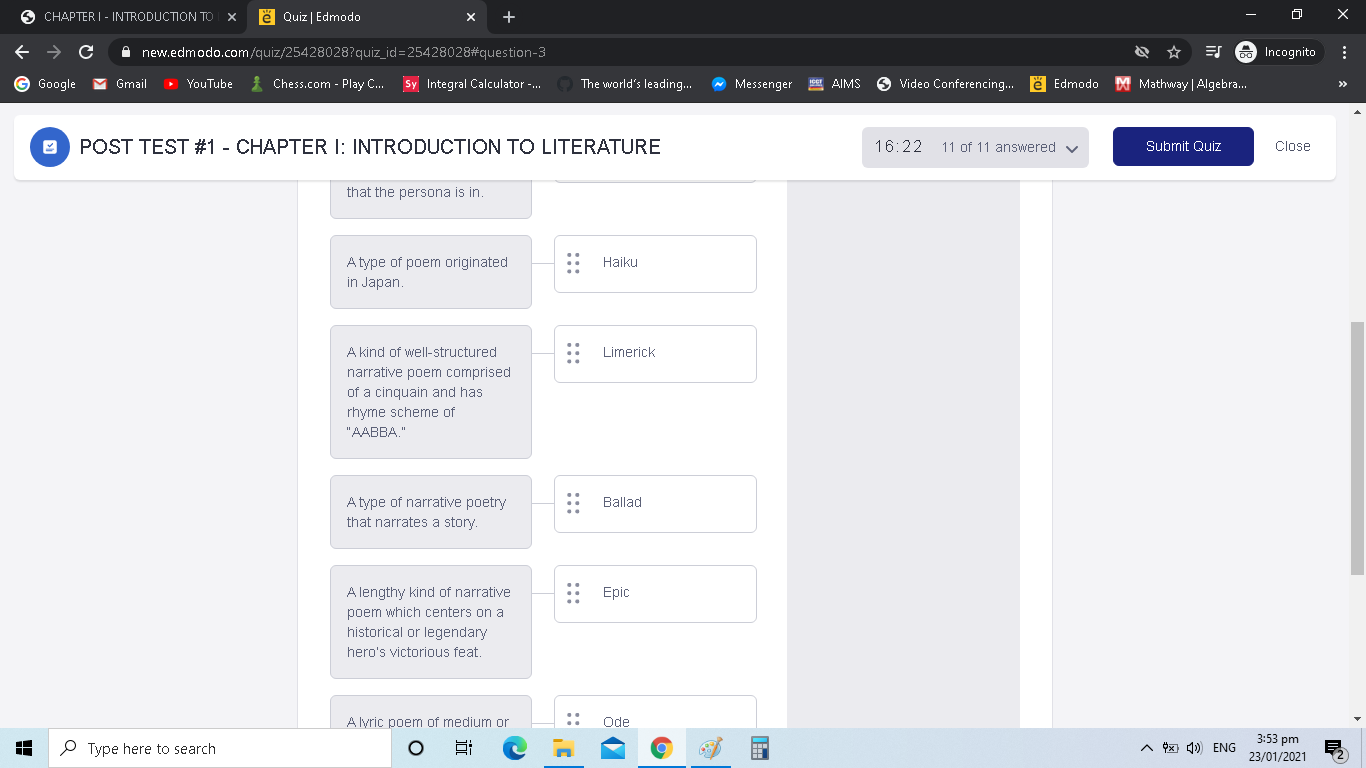 CHAPTER I - INTRODUCTION TO
Quiz | Edmodo
new.edmodo.com/quiz/25428028?quiz_id=25428028#question-3
Incognito
Google
Gmail
YouTube
Chess.com - Play C...
Sy
Integral Calculator -...
The world's leading...
Messenger
AIMS
Video Conferencing...
Edmodo
Mathway | Algebra...
POST TEST #1 - CHAPTER I: INTRODUCTION TO LITERATURE
16:22
11 of 11 answered
Submit Quiz
Close
that the persona is in.
A type of poem originated
in Japan.
Haiku
A kind of well-structured
narrative poem comprised
of a cinquain and has
rhyme scheme of
"AABBA."
Limerick
A type of narrative poetry
that narrates a story.
Ballad
A lengthy kind of narrative
poem which centers on a
historical or legendary
hero's victorious feat.
Epic
A lyric poem of medium or
Ode
Type here to search
ENG
3:53 pm
23/01/2021
2